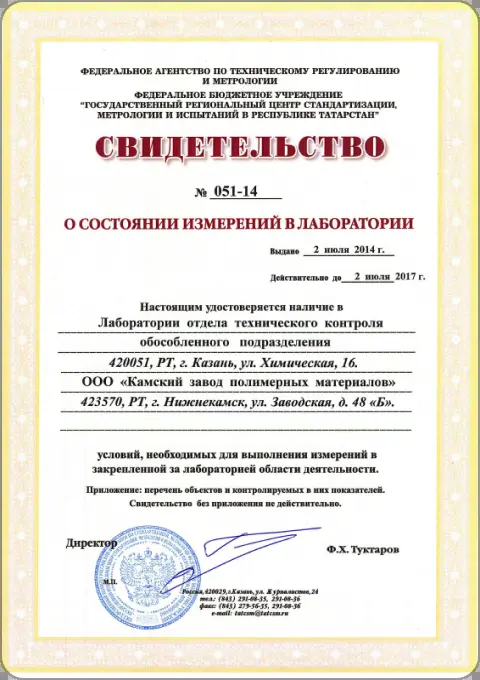 ФЕДЕРАЛЬНОЕ АГЕНТСТВО ПО ТЕХНИЧЕСКОМУ РЕГУЛИРОВАНИЮ
И МЕТРОЛОГИИ
ФЕДЕРАЛЬНОЕ БЮДЖЕТНОЕ УЧРЕЖДЕНИЕ
"ГОСУДАРСТВЕННЫЙ РЕГИОНАЛЬНЫЙ ЦЕНТР СТАНДАРТИЗАЦИИ,
МЕТРОЛОГИИ И ИСПЫТАНИЙ В РЕСПУБЛИКЕ ТАТАРСТАН"
СВИДЕТЕЛЬСТВО
№ 051-14
О СОСТОЯНИИ ИЗМЕРЕНИЙ В ЛАБОРАТОРИИ
Выдано 2 июля 2014 г.
Действительно до 2 июля 2017 г.
Настоящим удостоверяется наличие в
Лаборатории отдела технического контроля
обособленного подразделения
420051, РТ, г. Казань, ул. Химическая, 16.
ООО «Камский завод полимерных материалов»
423570, РТ, г. Нижнекамск, ул. Заводская, д. 48 «Б».
условий, необходимых для выполнения измерений в
закрепленной за лабораторией области деятельности.
Приложение: перечень объектов и контролируемых в них показателей.
Свидетельство без приложения не действительно.
Директор
Ф.Х. Туктаров
М.П.
Россия, 420029, г.Казань, ул. Журналистов, 24
тел.: (843) 291-08-33, 291-08-36
факс: (843) 279-56-35, 291-08-36
e-mail: tatcsm@tatcsm.ru